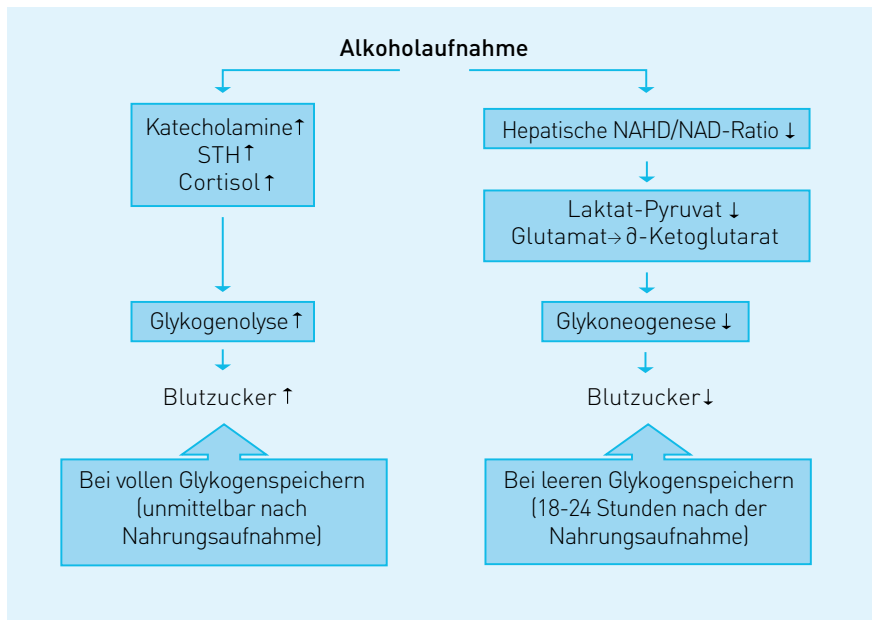 Alkoholaufnahme
Katecholamine↑
STH↑
Cortisol↑
Glykogenolyse↑
Blutzucker↑
Bei vollen Glykogenspeichern
(unmittelbar nach
Nahrungsaufnahme)
Hepatische NAHD/NAD-Ratio↓
Laktat-Pyruvat↓
Glutamat→∂-Ketoglutarat
Glykoneogenese↓
Blutzucker↓
Bei leeren Glykogenspeichern
(18-24 Stunden nach der
Nahrungsaufnahme)